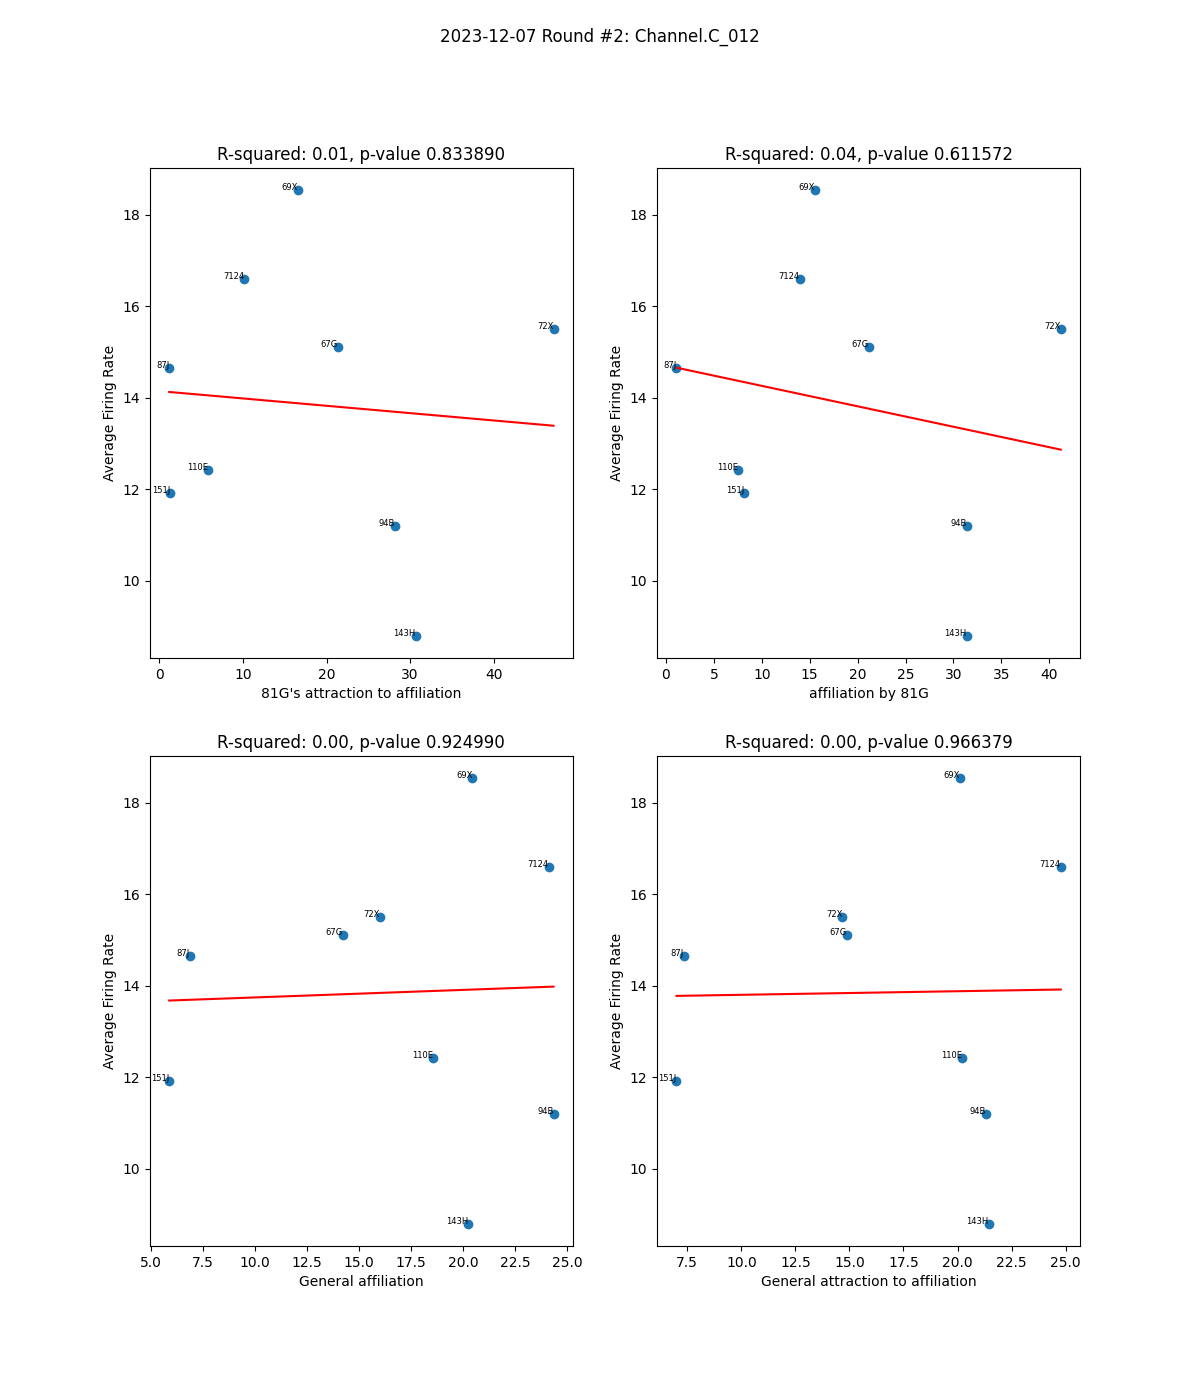 2023-12-07 Round #2: Channel.C_012
R-squared: 0.01, p-value 0.833890
Average Firing Rate
18
16
14
12
10
69X
7124
72X
67G
87J
110E
151J
94B
143H
0 10 20 30 40
81G's attraction to affiliation
R-squared: 0.04, p-value 0.611572
Average Firing Rate
18
16
14
12
10
69X
7124
72X
67G
87J
110E
151J
94B
143H
0 5 10 15 20 25 30 35 40
affiliation by 81G
R-squared: 0.00, p-value 0.924990
Average Firing Rate
18
16
14
12
10
69X
7124
72X
67G
87J
110E
151J
94B
143H
5.0 7.5 10.0 12.5 15.0 17.5 20.0 22.5 25.0
General affiliation
R-squared: 0.00, p-value 0.966379
Average Firing Rate
18
16
14
12
10
69X
7124
72X
67G
87J
110E
151J
94B
143H
7.5 10.0 12.5 15.0 17.5 20.0 22.5 25.0
General attraction to affiliation